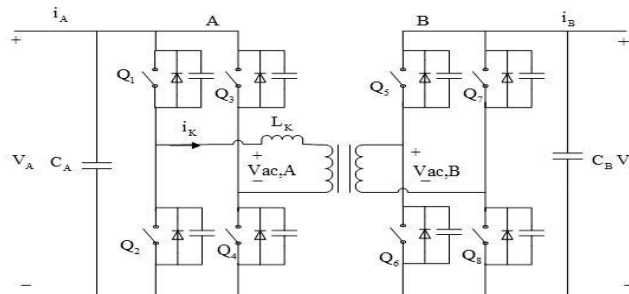 i_A A B i_B
+ +
Q_1 Q_3 Q_5 Q_7
i_K L_K
V_A C_A + Vac,A − + Vac,B − C_B V
Q_2 Q_4 Q_6 Q_8
− −